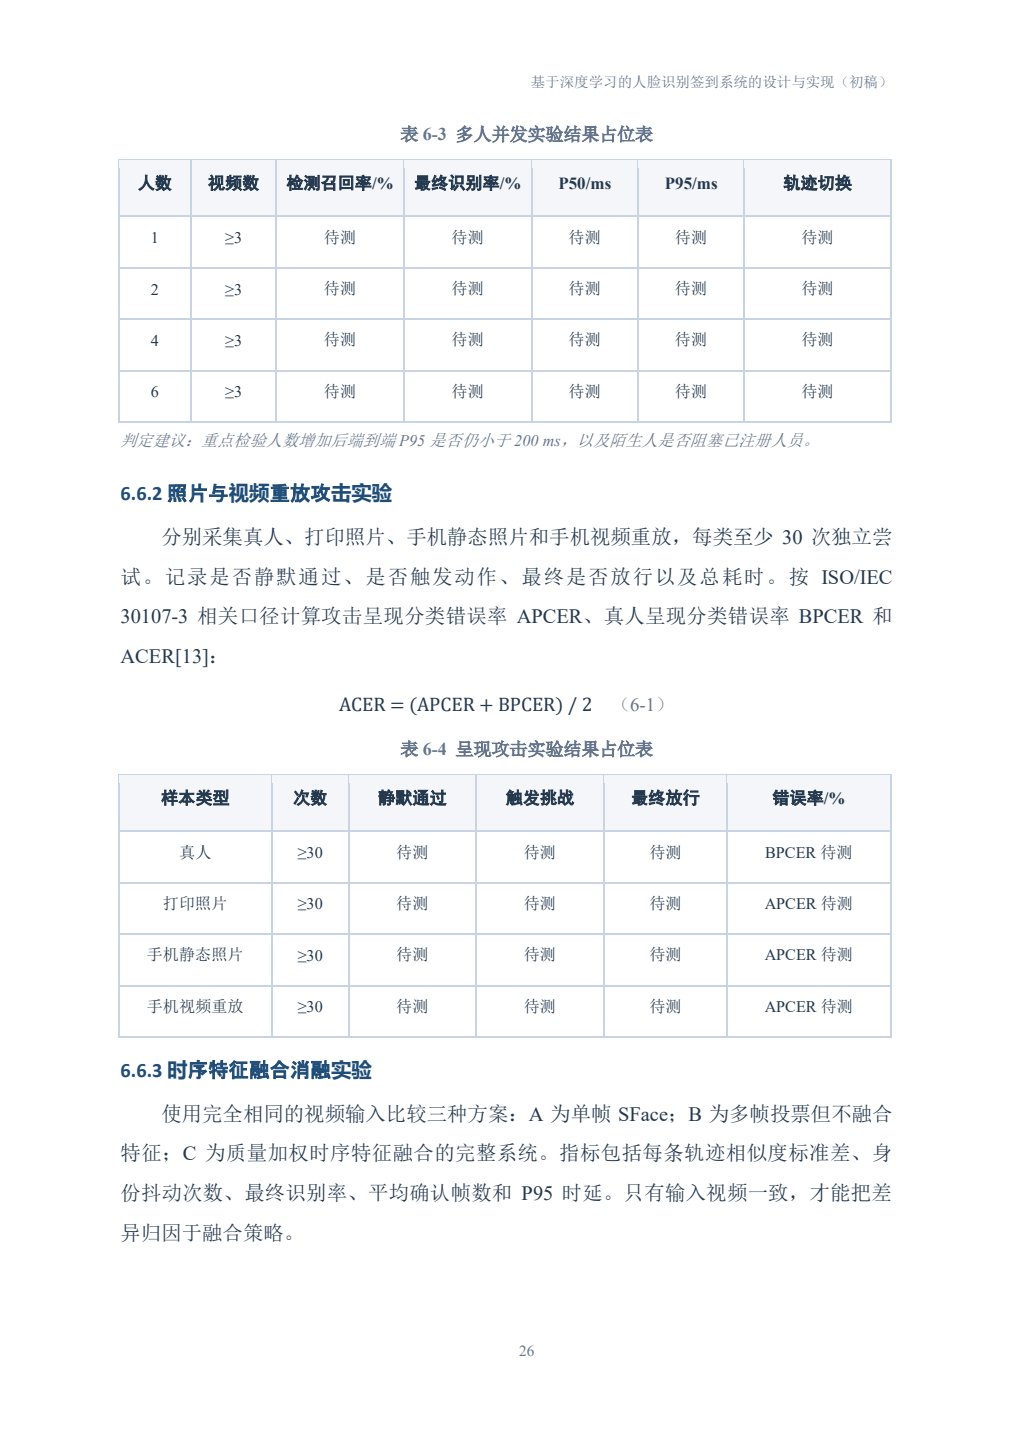 基于深度学习的人脸识别签到系统的设计与实现（初稿）
表 6-3 多人并发实验结果占位表
人数 视频数 检测召回率/% 最终识别率/% P50/ms P95/ms 轨迹切换
1 ≥3 待测 待测 待测 待测 待测
2 ≥3 待测 待测 待测 待测 待测
4 ≥3 待测 待测 待测 待测 待测
6 ≥3 待测 待测 待测 待测 待测
判定建议：重点检验人数增加后端到端 P95 是否仍小于 200 ms，以及陌生人是否阻塞已注册人员。
6.6.2 照片与视频重放攻击实验
分别采集真人、打印照片、手机静态照片和手机视频重放，每类至少 30 次独立尝
试。记录是否静默通过、是否触发动作、最终是否放行以及总耗时。按 ISO/IEC
30107-3 相关口径计算攻击呈现分类错误率 APCER、真人呈现分类错误率 BPCER 和
ACER[13]：
ACER = (APCER + BPCER) / 2 （6-1）
表 6-4 呈现攻击实验结果占位表
样本类型 次数 静默通过 触发挑战 最终放行 错误率/%
真人 ≥30 待测 待测 待测 BPCER 待测
打印照片 ≥30 待测 待测 待测 APCER 待测
手机静态照片 ≥30 待测 待测 待测 APCER 待测
手机视频重放 ≥30 待测 待测 待测 APCER 待测
6.6.3 时序特征融合消融实验
使用完全相同的视频输入比较三种方案：A 为单帧 SFace；B 为多帧投票但不融合
特征；C 为质量加权时序特征融合的完整系统。指标包括每条轨迹相似度标准差、身
份抖动次数、最终识别率、平均确认帧数和 P95 时延。只有输入视频一致，才能把差
异归因于融合策略。
26